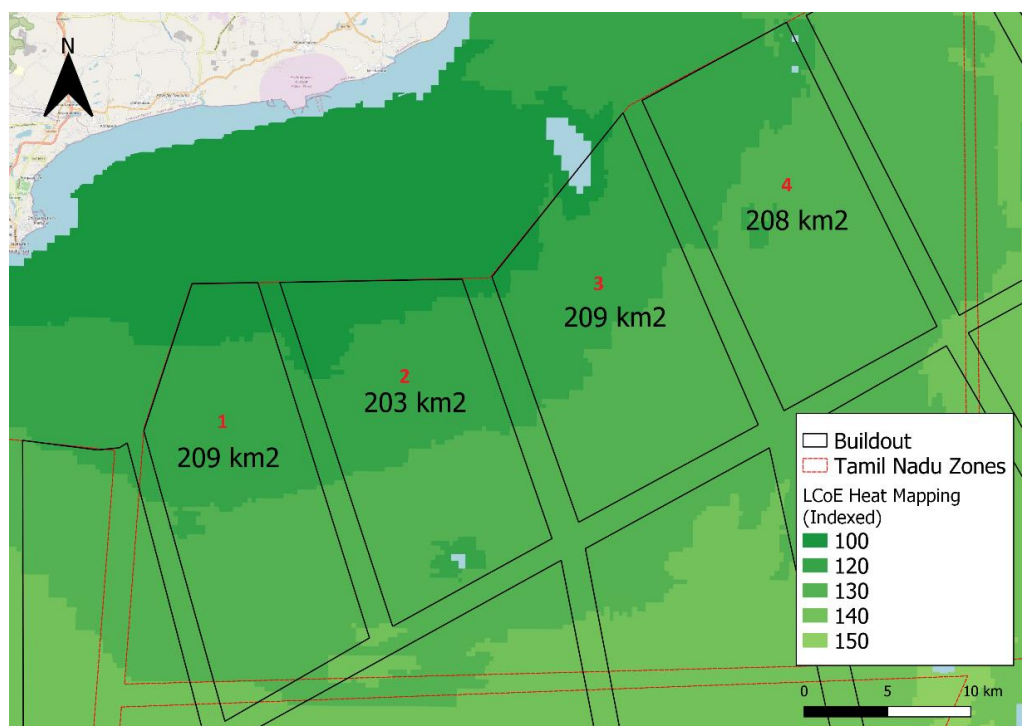 N
4
208 km2
3
209 km2
2
203 km2
1
209 km2
Buildout
Tamil Nadu Zones
LCoE Heat Mapping
(Indexed)
100
120
130
140
150
0 5 10 km